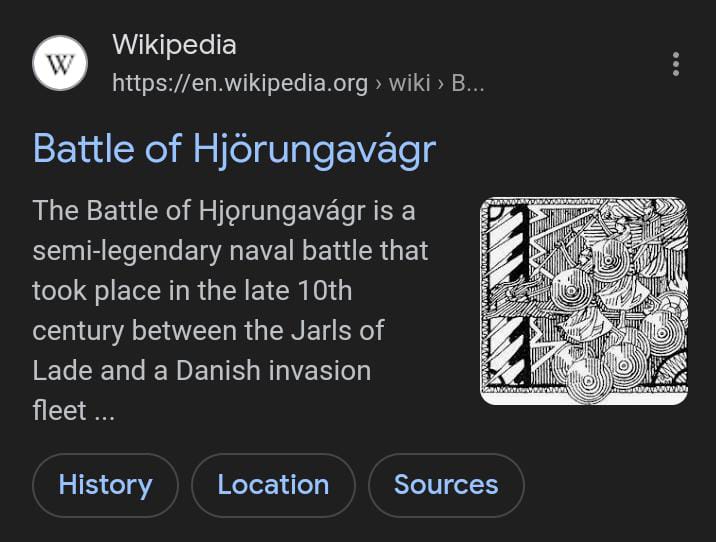 W
Wikipedia
https://en.wikipedia.org › wiki › B...
Battle of Hjörungavágr
The Battle of Hjǫrungavágr is a
semi-legendary naval battle that
took place in the late 10th
century between the Jarls of
Lade and a Danish invasion
fleet ...
History
Location
Sources